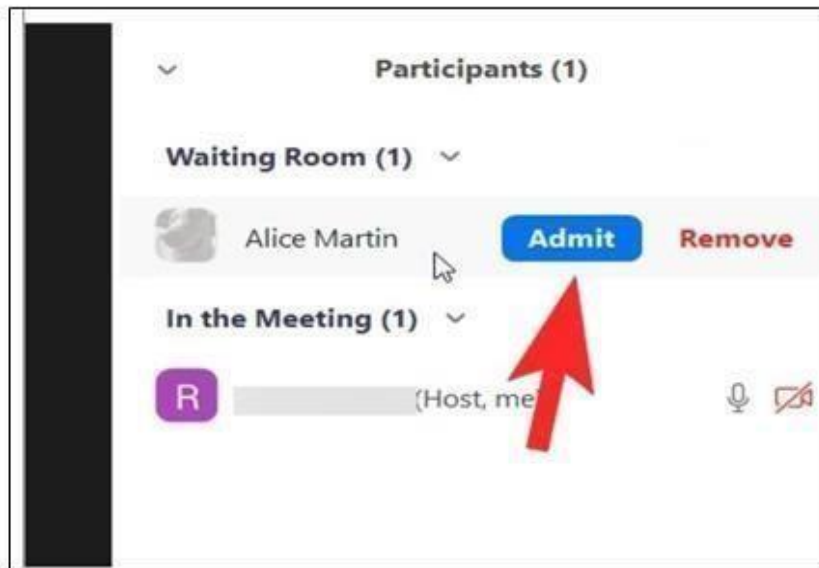 Participants (1)
Waiting Room (1)
Alice Martin Admit Remove
In the Meeting (1)
R (Host, me)